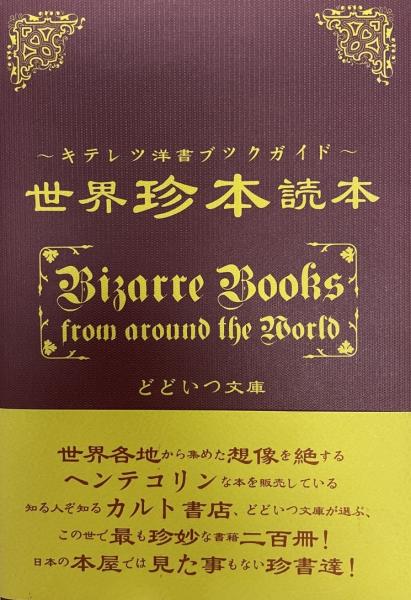 ～キテレツ洋書ブックガイド～
世界珍本読本
Bizarre Books
from around the World
どどいつ文庫
世界各地から集めた想像を絶する
ヘンテコリンな本を販売している
知る人ぞ知るカルト書店、どどいつ文庫が選ぶ、
この世で最も珍妙な書籍二百冊！
日本の本屋では見た事もない珍書達！